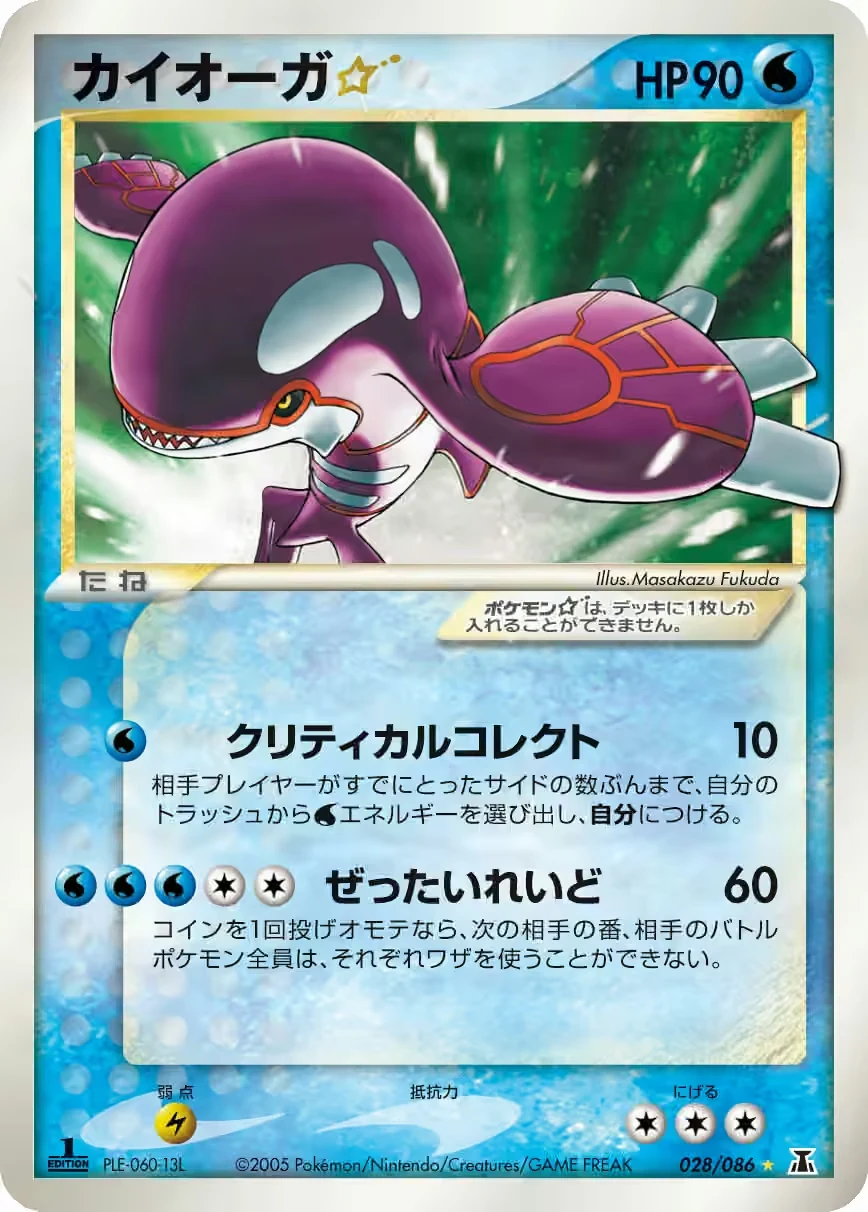 カイオーガ☆ HP90
たね
Illus.Masakazu Fukuda
ポケモン☆は、デッキに1枚しか
入れることができません。
クリティカルコレクト 10
相手プレイヤーがすでにとったサイドの数ぶんまで、自分の
トラッシュからエネルギーを選び出し、自分につける。
ぜったいれいど 60
コインを1回投げオモテなら、次の相手の番、相手のバトル
ポケモン全員は、それぞれワザを使うことができない。
弱点 抵抗力 にげる
1 EDITION PLE-060-13L ©2005 Pokémon/Nintendo/Creatures/GAME FREAK 028/086 ★